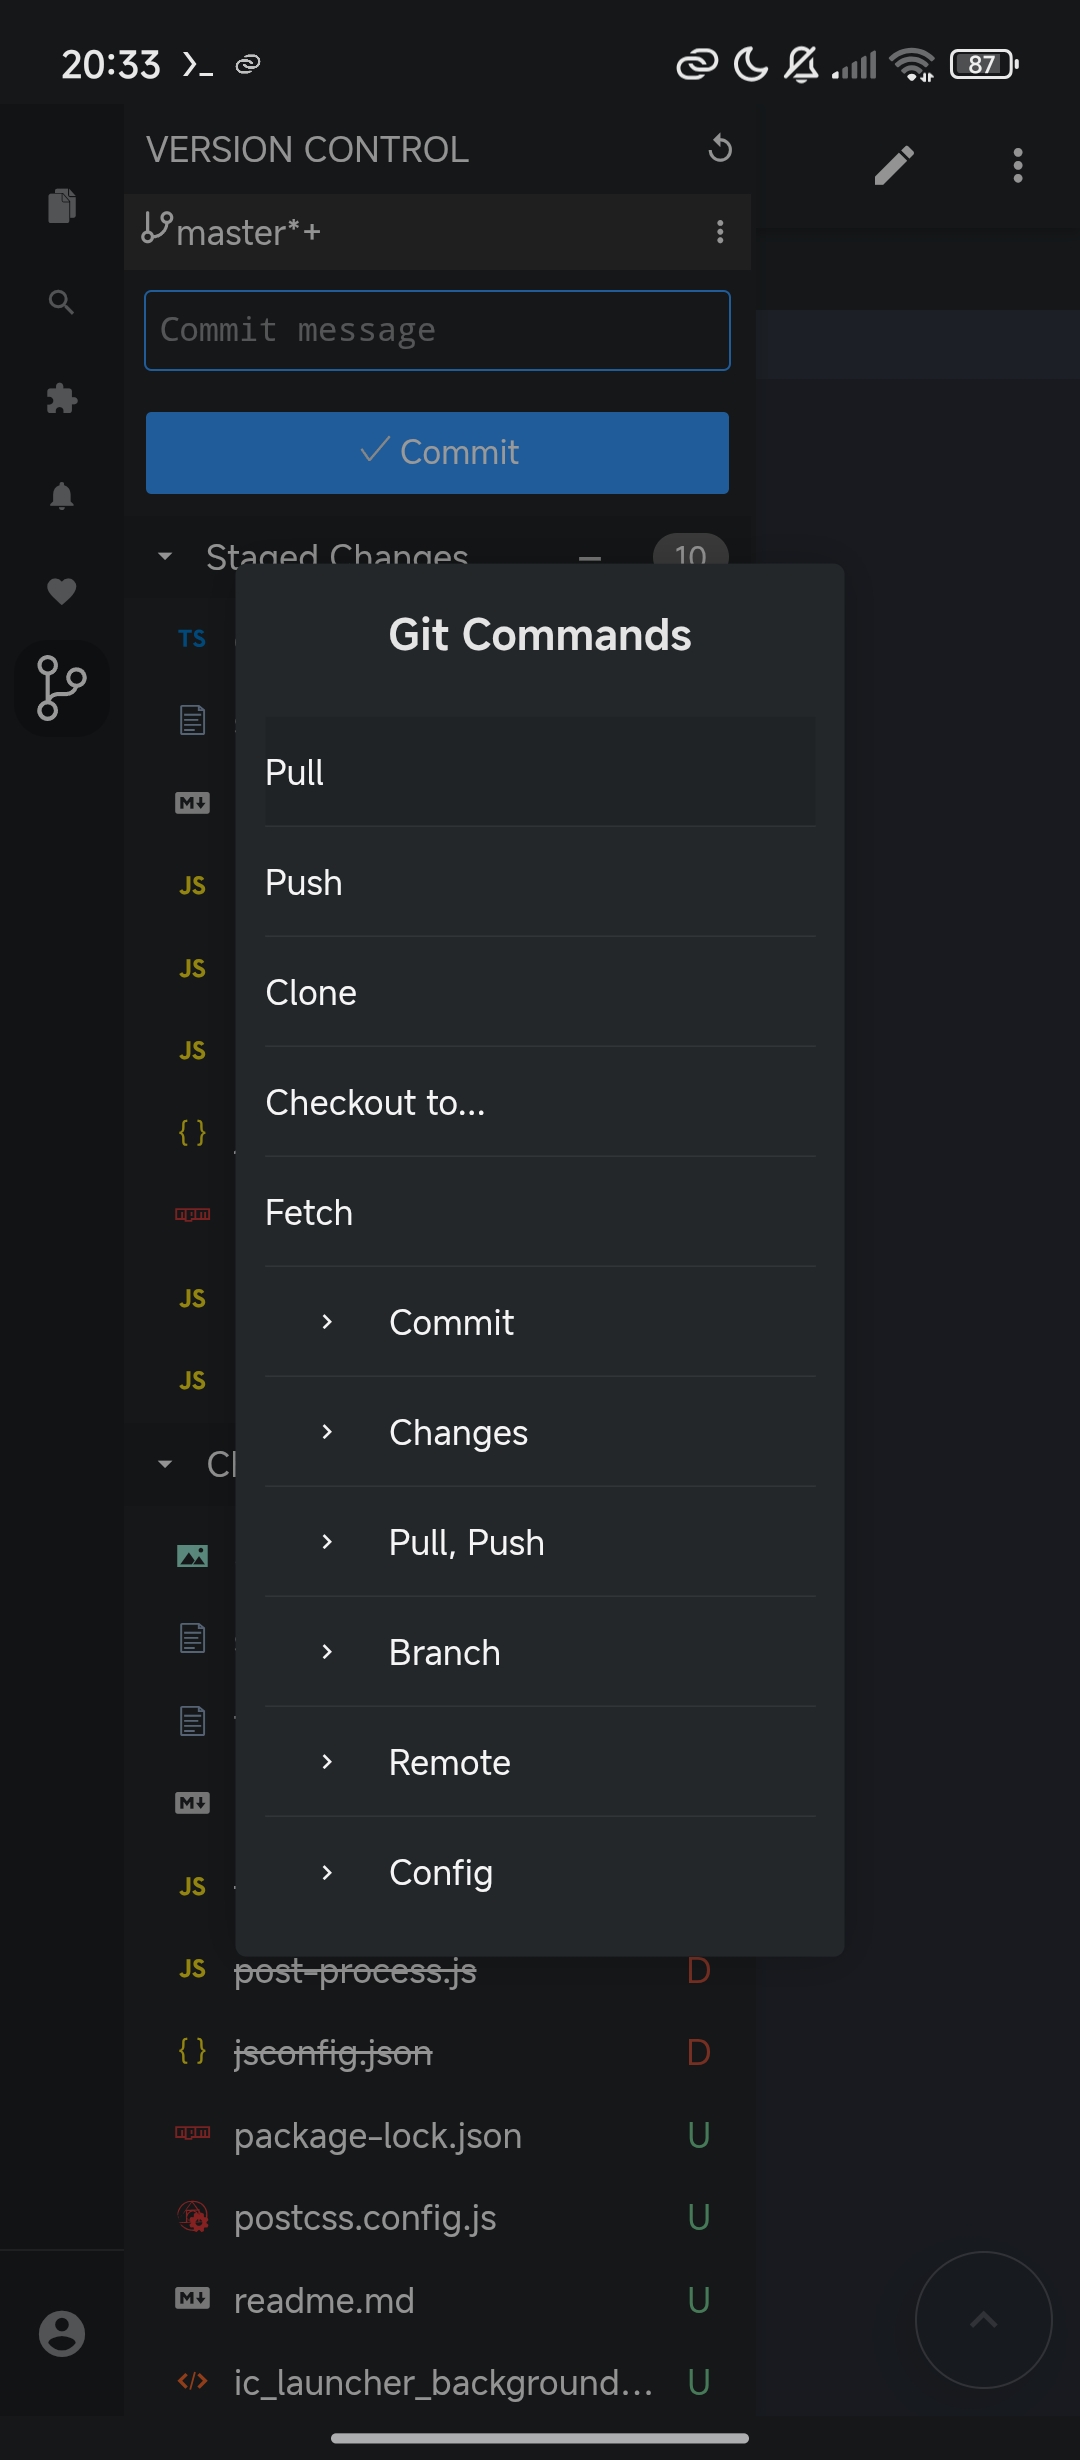 20:33
87
VERSION CONTROL
master*+
Commit message
Commit
Staged Changes
10
Git Commands
TS
Pull
M
JS
Push
JS
Clone
JS
Checkout to...
{ }
npm
Fetch
JS
Commit
JS
Changes
Pull, Push
Branch
Remote
M
JS
Config
JS
post-process.js
D
{ }
jsconfig.json
D
npm
package-lock.json
U
postcss.config.js
U
M
readme.md
U
</>
ic_launcher_background...
U